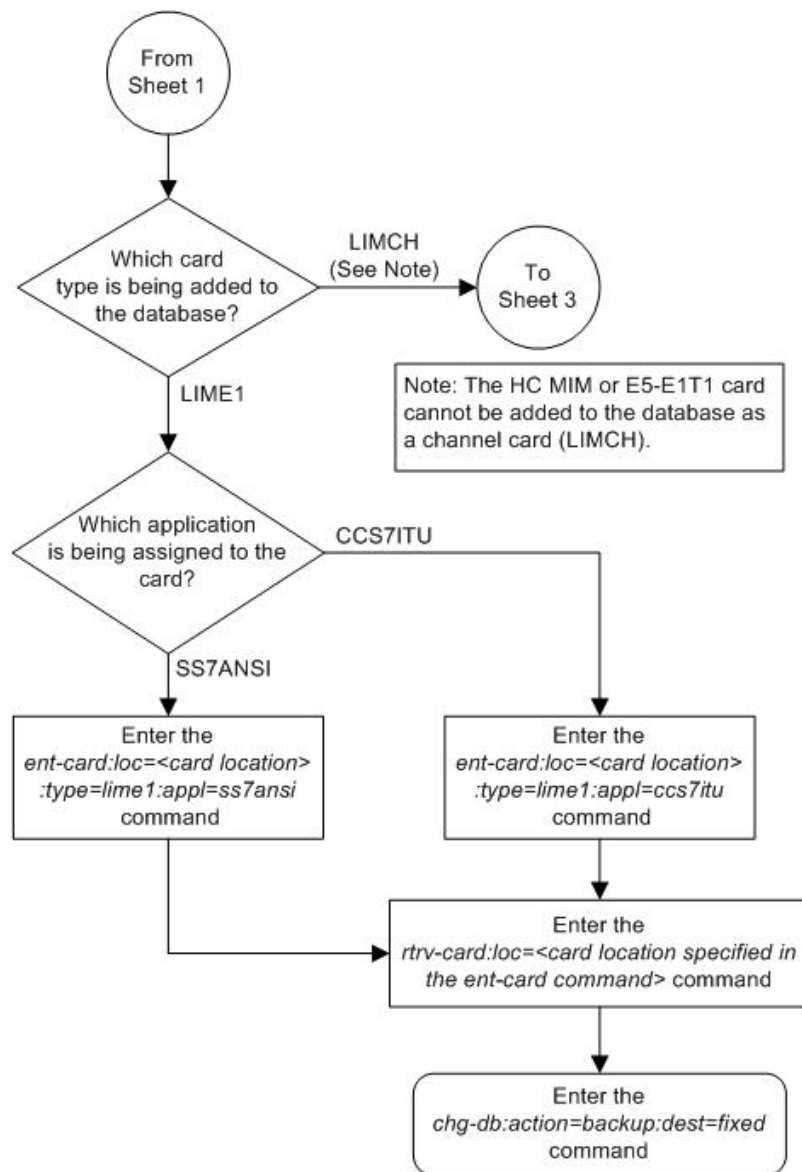 From
Sheet 1
Which card
type is being added to
the database?
LIMCH
(See Note)
To
Sheet 3
Note: The HC MIM or E5-E1T1 card
cannot be added to the database as
a channel card (LIMCH).
LIME1
Which application
is being assigned to the
card?
CCS7ITU
SS7ANSI
Enter the
ent-card:loc=<card location>
:type=lime1:appl=ss7ansi
command
Enter the
ent-card:loc=<card location>
:type=lime1:appl=ccs7itu
command
Enter the
rtrv-card:loc=<card location specified in
the ent-card command> command
Enter the
chg-db:action=backup:dest=fixed
command